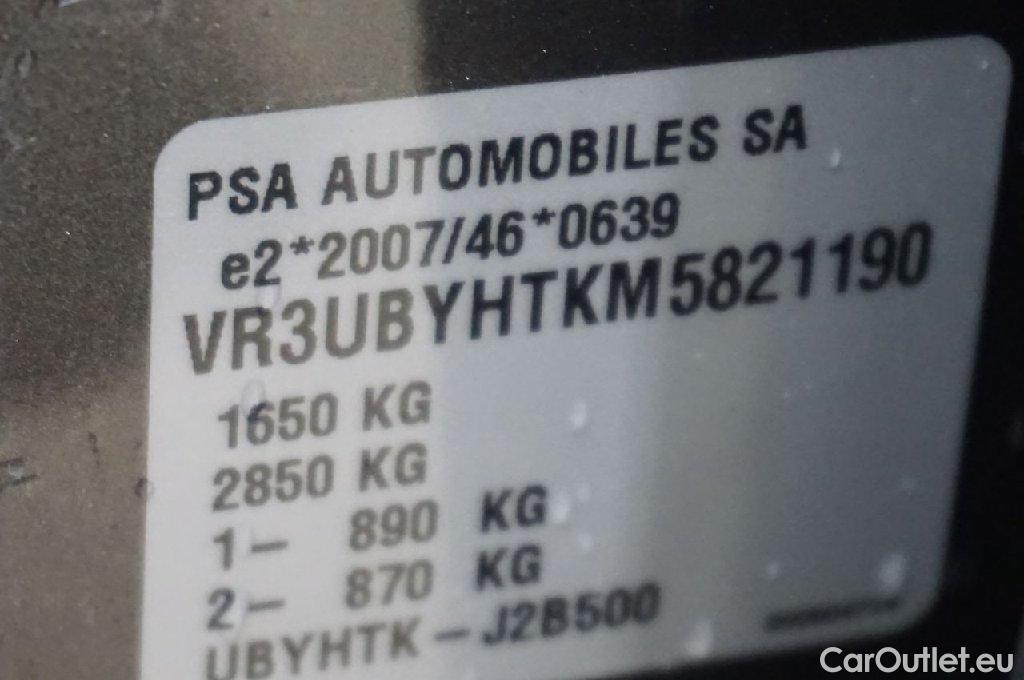 PSA AUTOMOBILES SA
e2*2007/46*0639
VR3UBYHTKM5821190
1650 KG
2850 KG
1- 890 KG
2- 870 KG
UBYHTK-J2B500
CarOutlet.eu